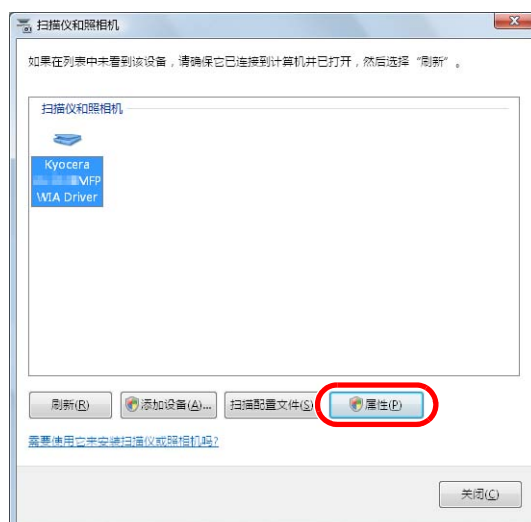 扫描仪和照相机
如果在列表中未看到该设备，请确保它已连接到计算机并已打开，然后选择“刷新”。
扫描仪和照相机
Kyocera
MFP
WIA Driver
刷新(R) 添加设备(A)... 扫描配置文件(S) 属性(P)
需要使用它来安装扫描仪或照相机吗?
关闭(C)